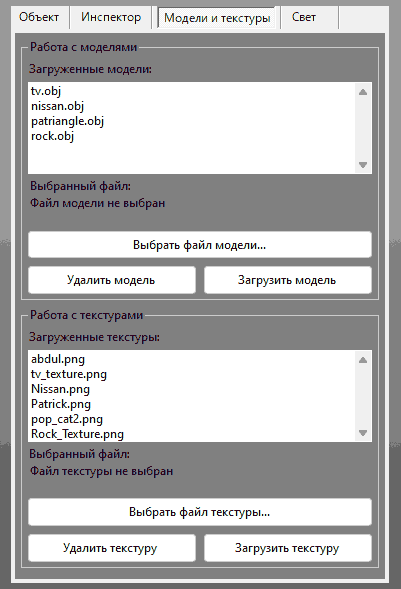 Объект Инспектор Модели и текстуры Свет
Работа с моделями
Загруженные модели:
tv.obj
nissan.obj
patriangle.obj
rock.obj
Выбранный файл:
Файл модели не выбран
Выбрать файл модели...
Удалить модель Загрузить модель
Работа с текстурами
Загруженные текстуры:
abdul.png
tv_texture.png
Nissan.png
Patrick.png
pop_cat2.png
Rock_Texture.png
Выбранный файл:
Файл текстуры не выбран
Выбрать файл текстуры...
Удалить текстуру Загрузить текстуру